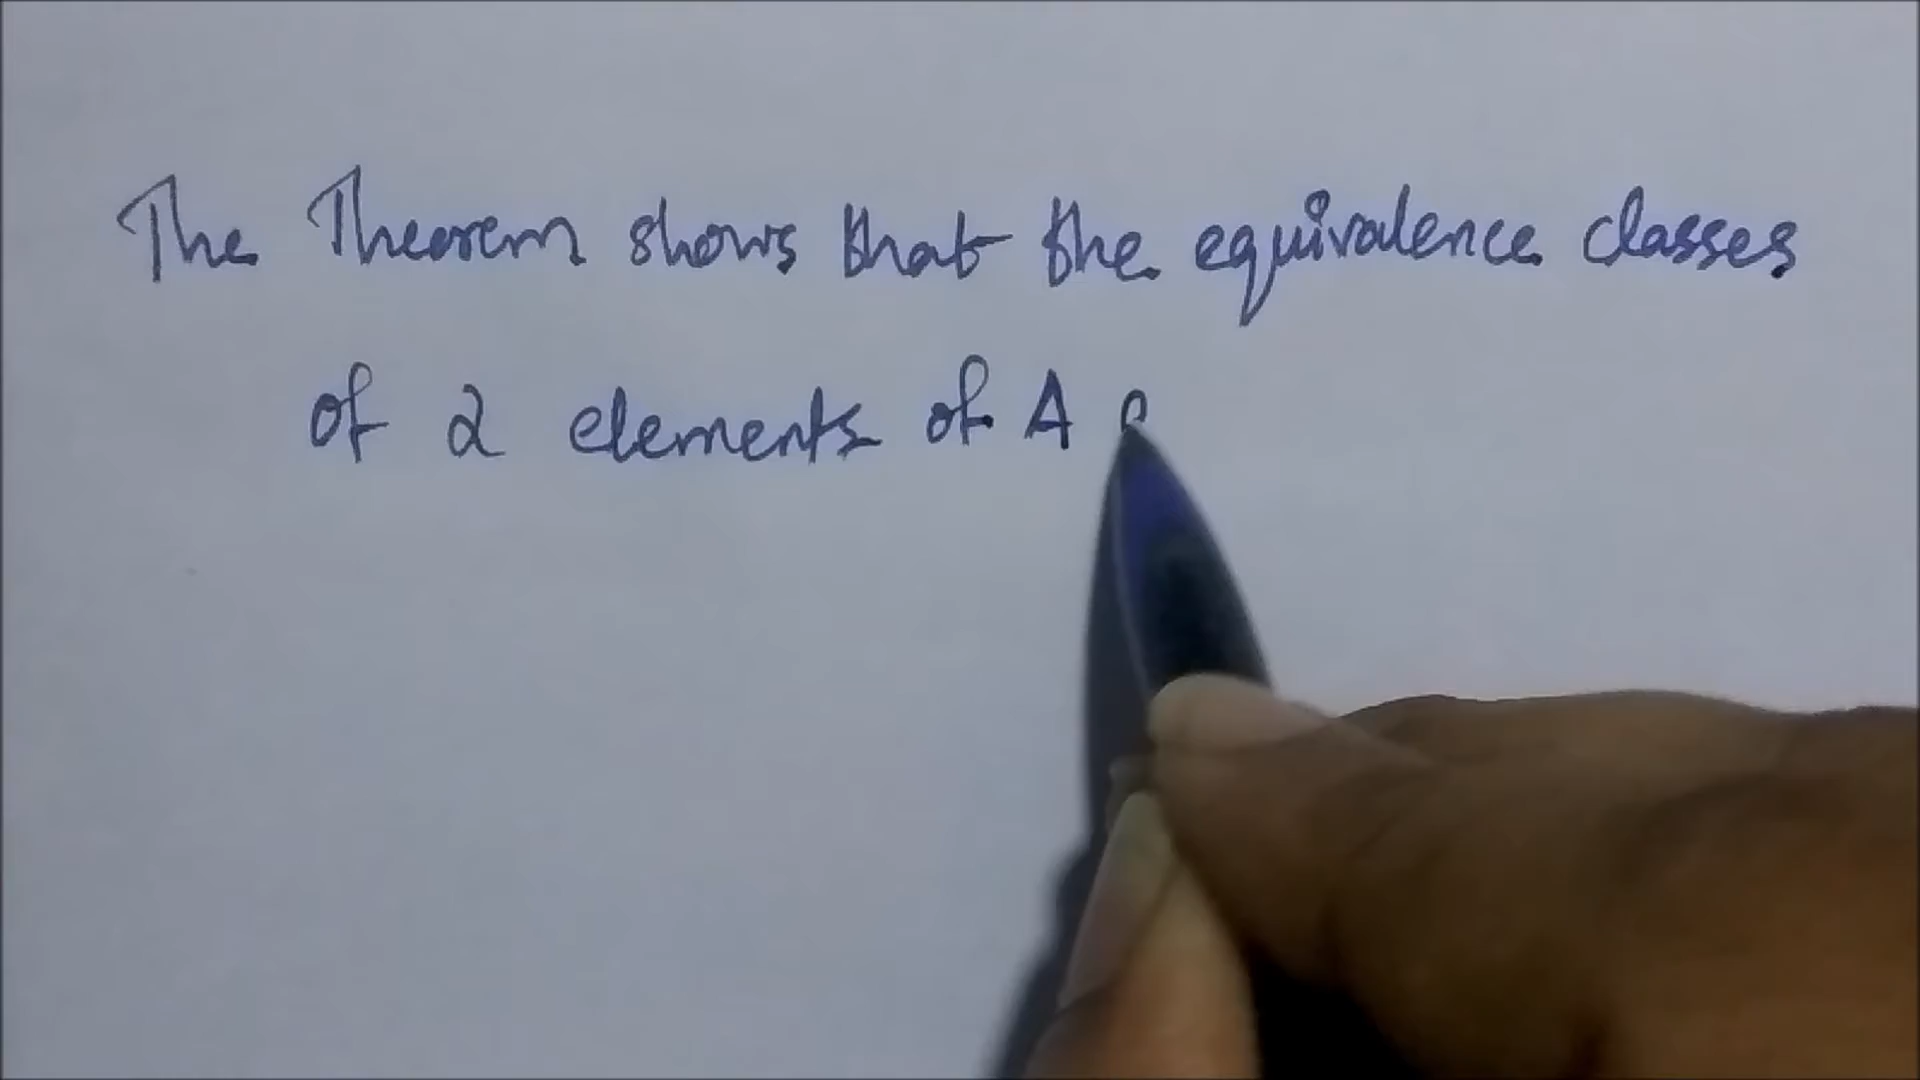 The Theorem shows that the equivalence classes
of 2 elements of A